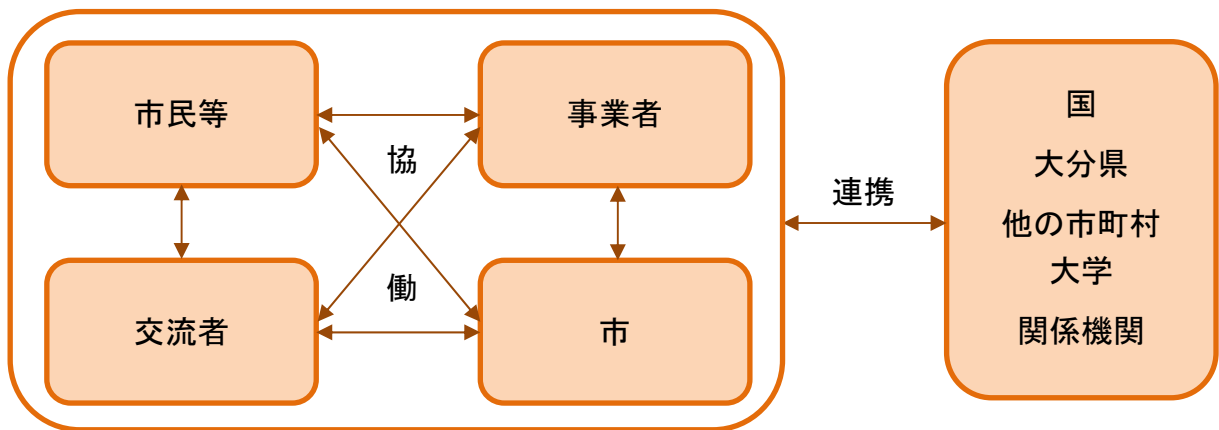 市民等
事業者
協
働
交流者
市
連携
国
大分県
他の市町村
大学
関係機関